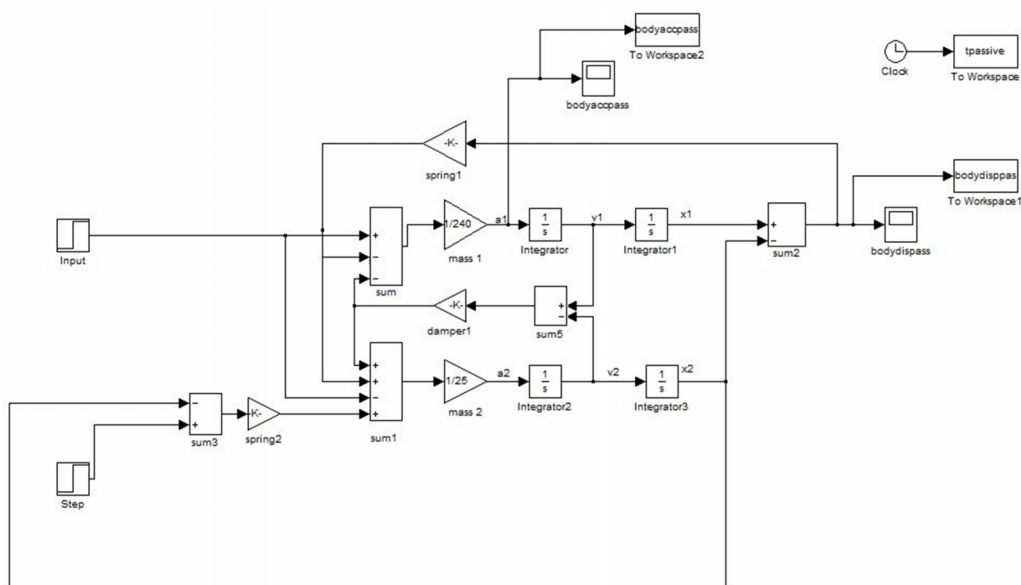 bodyaccpass
To Workspace2
bodyaccpass
Clock
tpassive
To Workspace
-K-
spring1
bodydisppas
To Workspace1
Input
+
−
−
sum
1/240
mass 1
a1
1
s
Integrator
v1
1
s
Integrator1
x1
+
−
sum2
bodydispass
-K-
damper1
+
−
sum5
+
+
−
+
sum1
1/25
mass 2
a2
1
s
Integrator2
v2
1
s
Integrator3
x2
−
+
sum3
-K-
spring2
Step